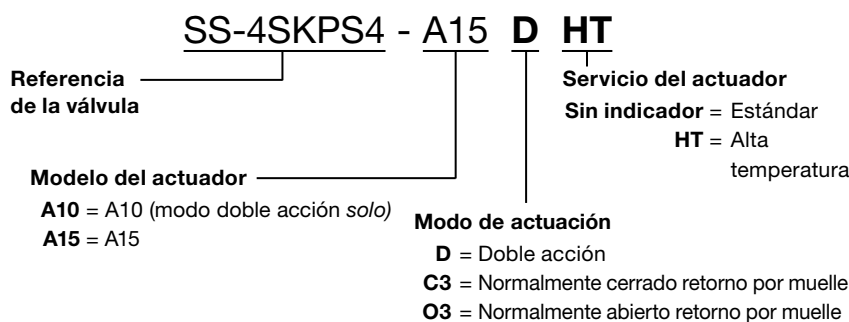 SS-4SKPS4 - A15 D HT
Referencia
de la válvula
Servicio del actuador
Sin indicador = Estándar
HT = Alta
temperatura
Modelo del actuador
A10 = A10 (modo doble acción solo)
A15 = A15
Modo de actuación
D = Doble acción
C3 = Normalmente cerrado retorno por muelle
O3 = Normalmente abierto retorno por muelle